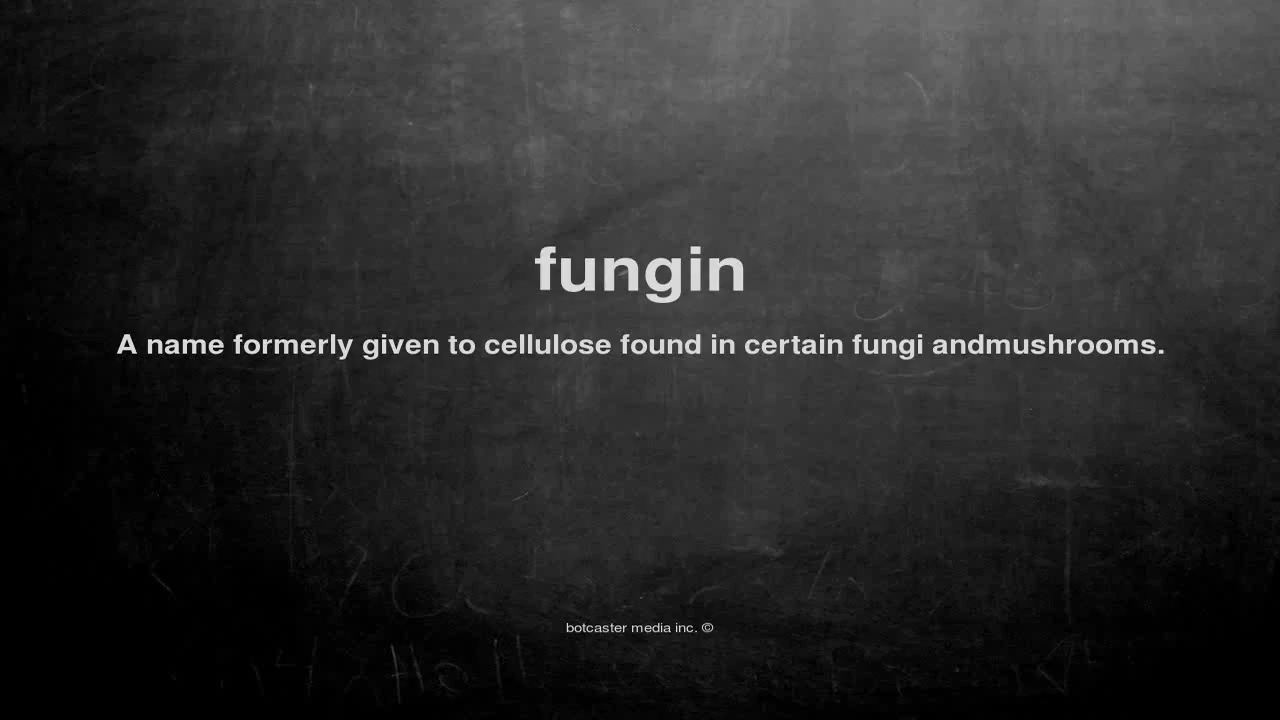 fungin
A name formerly given to cellulose found in certain fungi andmushrooms.
botcaster media inc. ©